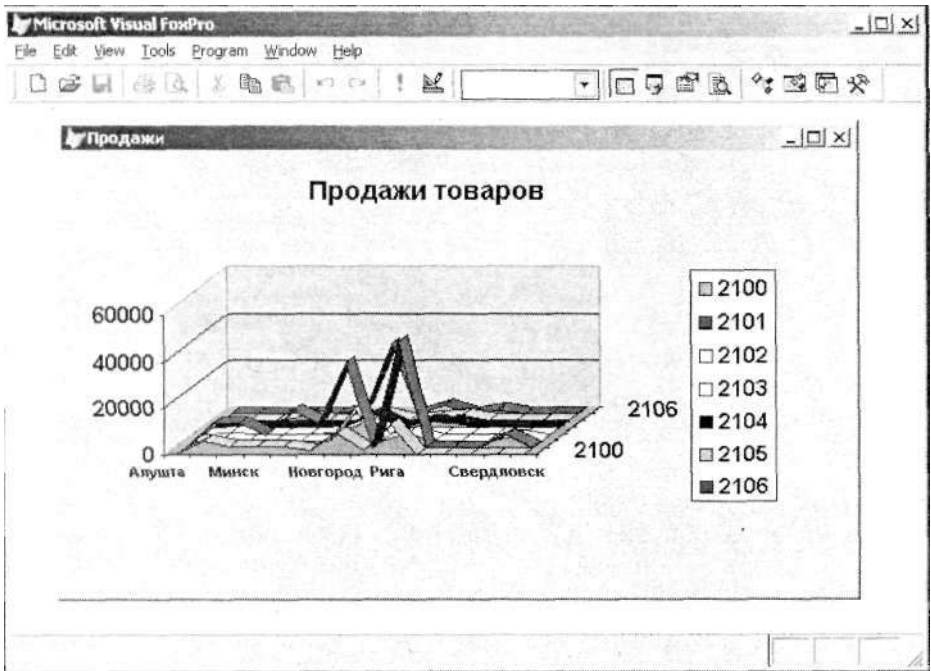 Microsoft Visual FoxPro
File Edit View Tools Program Window Help
Продажи
Продажи товаров
60000
40000
20000
0
Алушта Минск Новгород Рига Свердловск
2106
2100
2100
2101
2102
2103
2104
2105
2106